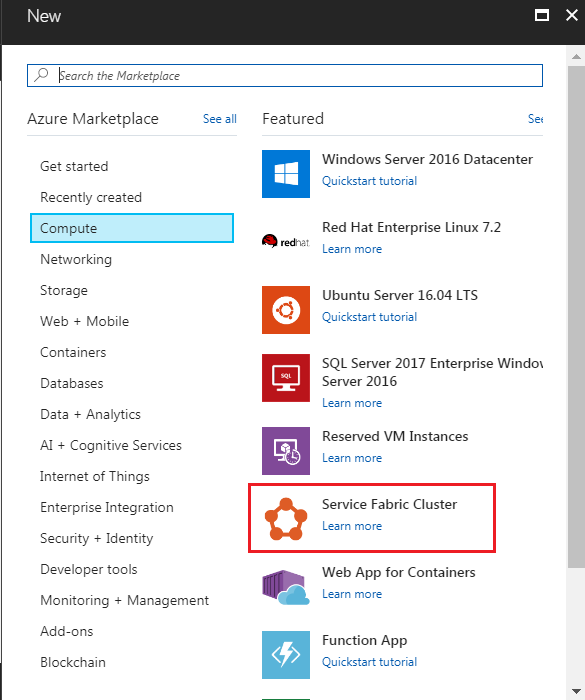 New
Search the Marketplace
Azure Marketplace
See all
Get started
Recently created
Compute
Networking
Storage
Web + Mobile
Containers
Databases
Data + Analytics
AI + Cognitive Services
Internet of Things
Enterprise Integration
Security + Identity
Developer tools
Monitoring + Management
Add-ons
Blockchain
Featured
See
Windows Server 2016 Datacenter
Quickstart tutorial
redhat
Red Hat Enterprise Linux 7.2
Learn more
Ubuntu Server 16.04 LTS
Quickstart tutorial
SQL
SQL Server 2017 Enterprise Window
Server 2016
Learn more
Reserved VM Instances
Learn more
Service Fabric Cluster
Learn more
Web App for Containers
Learn more
Function App
Quickstart tutorial